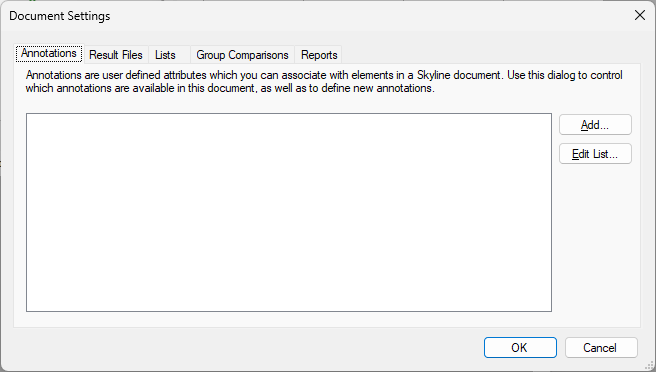 Document Settings
Annotations Result Files Lists Group Comparisons Reports
Annotations are user defined attributes which you can associate with elements in a Skyline document. Use this dialog to control
which annotations are available in this document, as well as to define new annotations.
Add...
Edit List...
OK Cancel